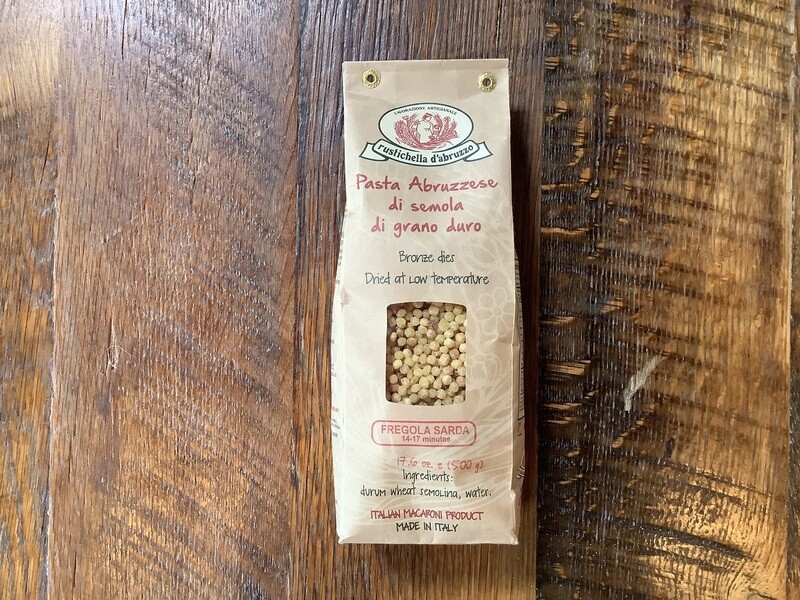 LAVORAZIONE ARTIGIANALE
rustichella d'abruzzo
Pasta Abruzzese
di semola
di grano duro
Bronze dies
Dried at Low Temperature
FREGOLA SARDA
14-17 minutes
17.6 oz. e (500 g)
Ingredients:
durum wheat semolina, water.
ITALIAN MACARONI PRODUCT
MADE IN ITALY